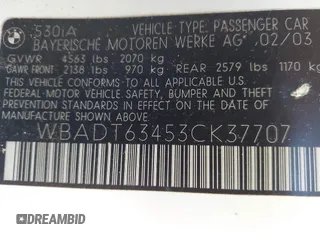 530iA
VEHICLE TYPE: PASSENGER CAR
BAYERISCHE MOTOREN WERKE AG 02/03
GVWR 4563 lbs 2070 kg
GAWR FRONT 2138 lbs 970 kg REAR 2579 lbs 1170 kg
THIS VEHICLE CONFORMS TO ALL APPLICABLE U.S.
FEDERAL MOTOR VEHICLE SAFETY, BUMPER AND THEFT
PREVENTION STANDARDS IN EFFECT ON THE DATE OF
MANUFACTURE SHOWN ABOVE.
WBADT63453CK37707
DREAMBID